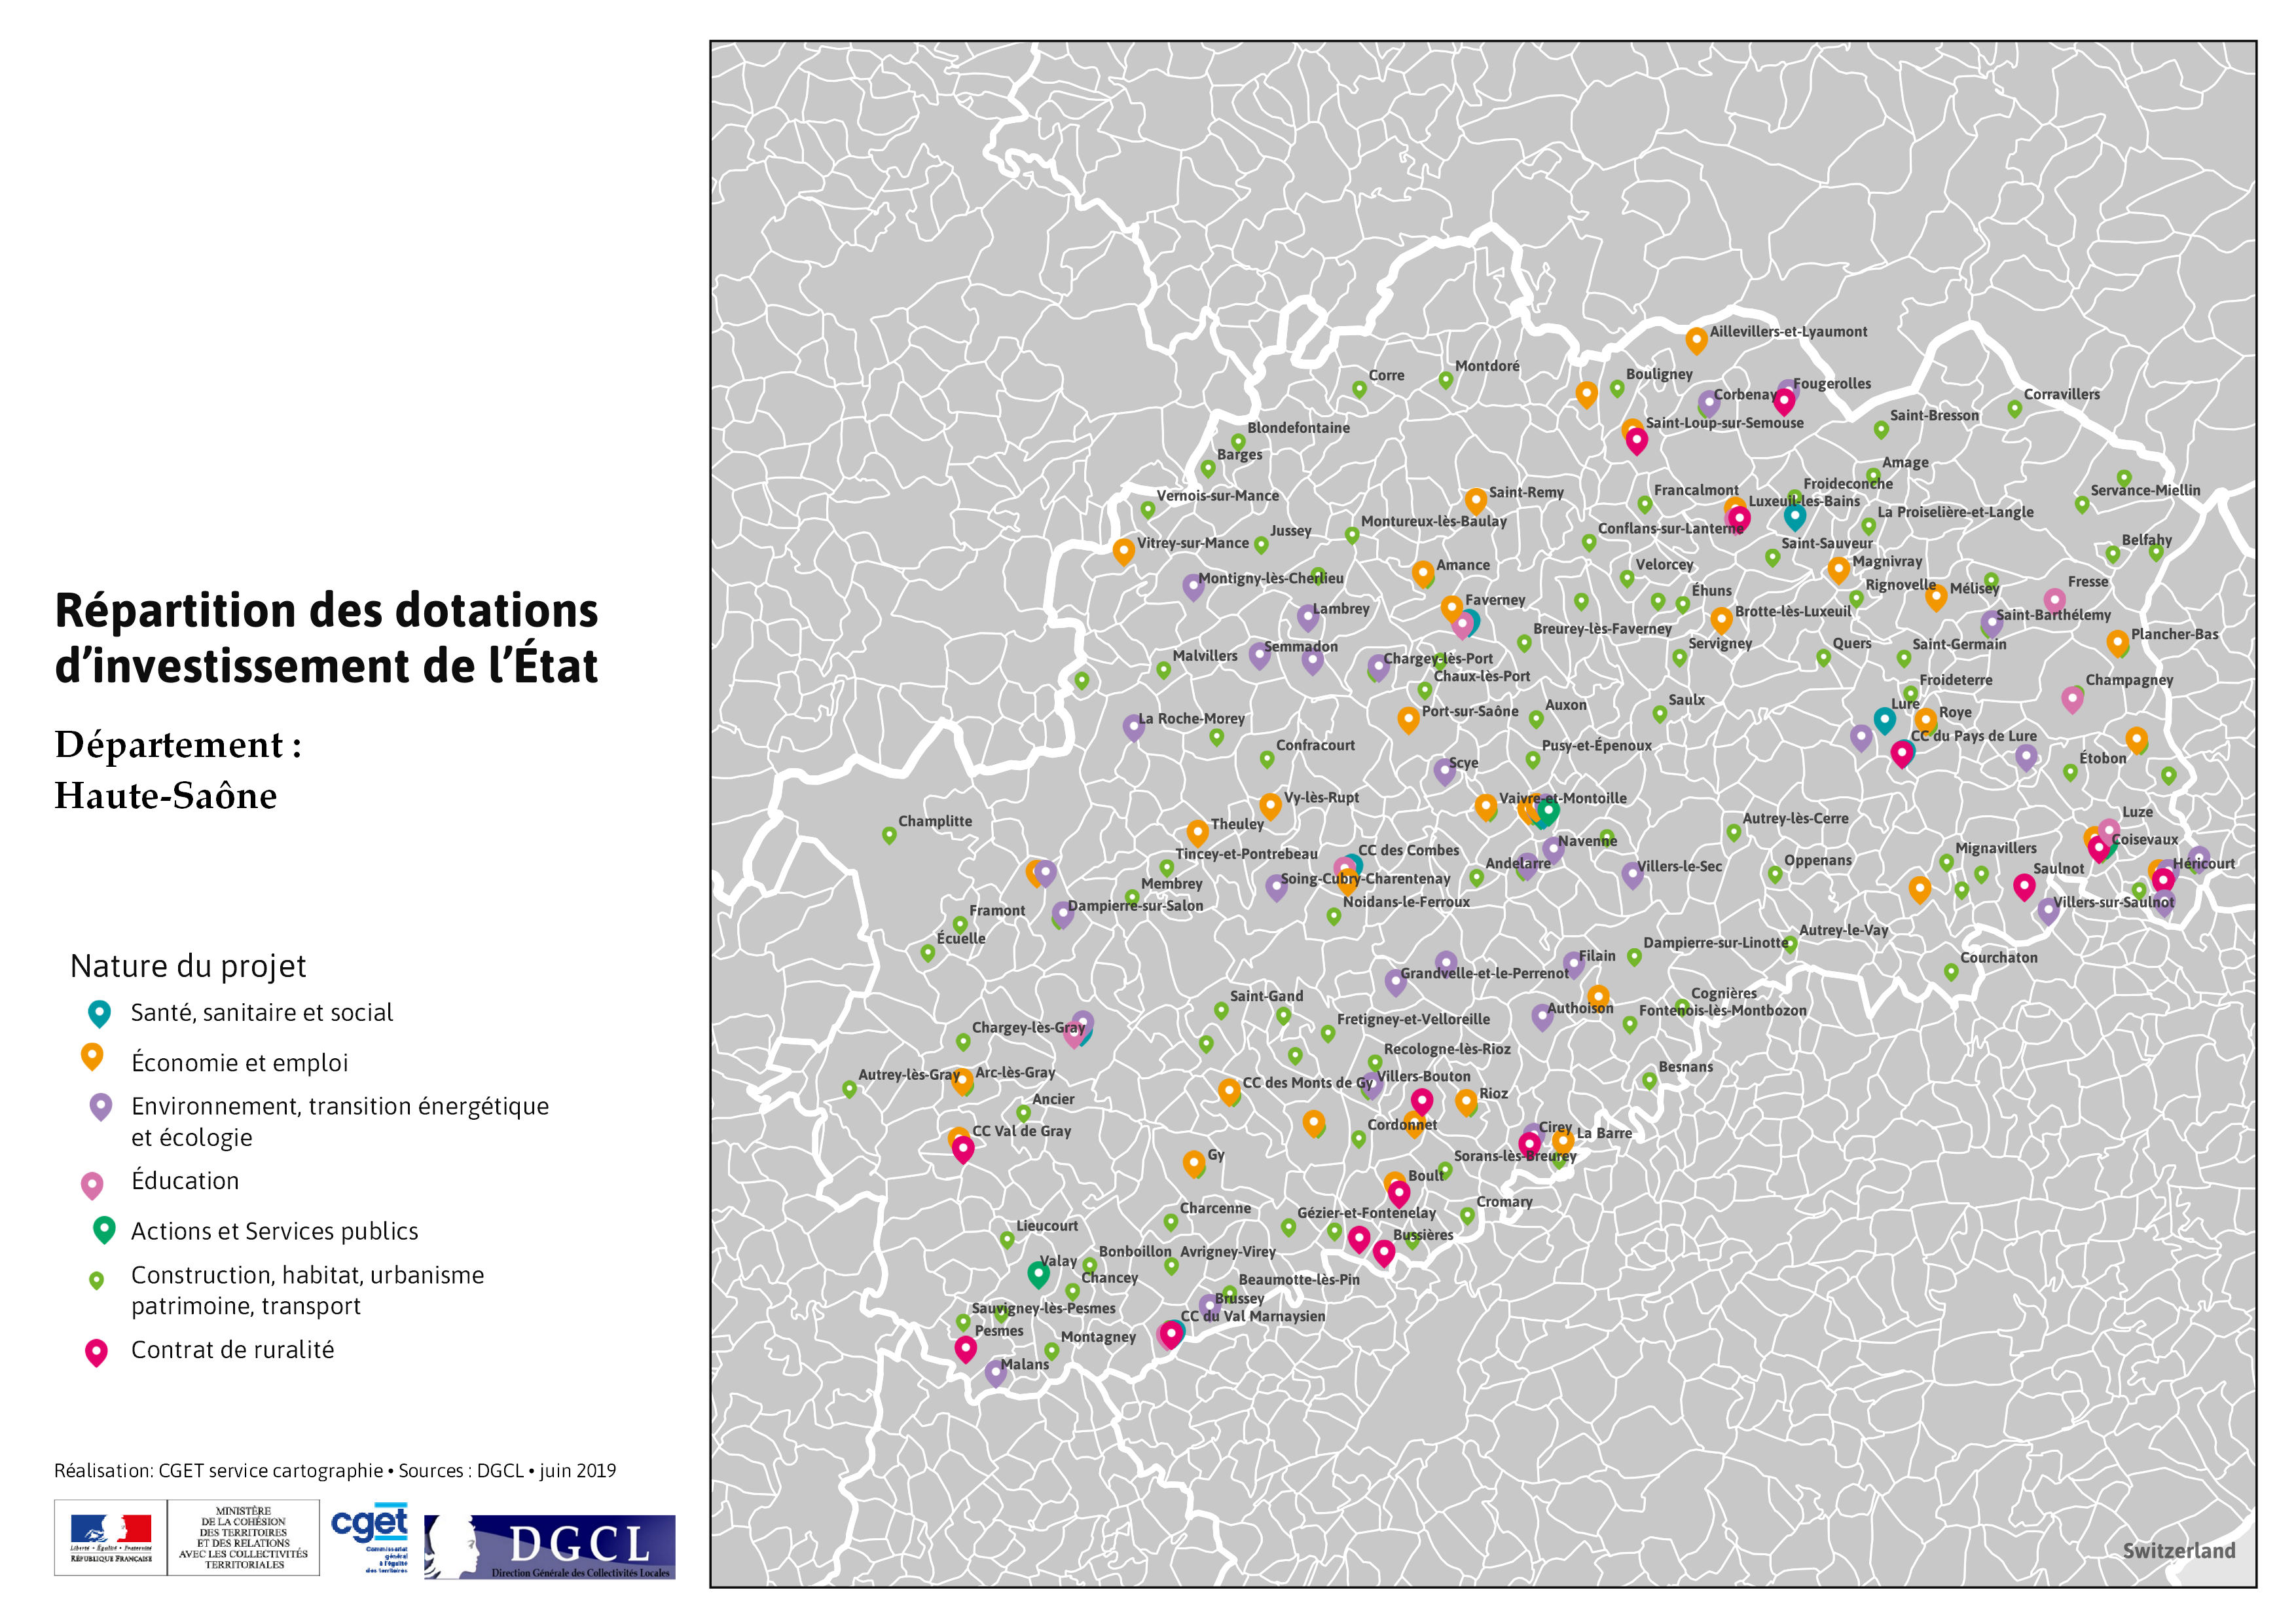 Répartition des dotations
d’investissement de l’État
Département :
Haute-Saône
Nature du projet
Santé, sanitaire et social
Économie et emploi
Environnement, transition énergétique
et écologie
Éducation
Actions et Services publics
Construction, habitat, urbanisme
patrimoine, transport
Contrat de ruralité
Réalisation: CGET service cartographie • Sources : DGCL • juin 2019
Liberté • Égalité • Fraternité
RÉPUBLIQUE FRANÇAISE
MINISTÈRE
DE LA COHÉSION
DES TERRITOIRES
ET DES RELATIONS
AVEC LES COLLECTIVITÉS
TERRITORIALES
cget
Commissariat
général
à l'égalité
des territoires
DGCL
Direction Générale des Collectivités Locales
Aillevillers-et-Lyaumont
Montdoré
Corre
Bouligney
Fougerolles
Corbenay
Corravillers
Saint-Bresson
Saint-Loup-sur-Semouse
Blondefontaine
Barges
Amage
Froideconche
Servance-Miellin
Francalmont
Saint-Remy
Vernois-sur-Mance
Luxeuil-les-Bains
La Proiselière-et-Langle
Montureux-lès-Baulay
Conflans-sur-Lanterne
Jussey
Vitrey-sur-Mance
Saint-Sauveur
Belfahy
Magnivray
Amance
Velorcey
Montigny-lès-Cherlieu
Rignovelle
Mélisey
Fresse
Éhuns
Faverney
Lambrey
Brotte-lès-Luxeuil
Saint-Barthélemy
Breurey-lès-Faverney
Plancher-Bas
Servigney
Quers
Saint-Germain
Semmadon
Malvillers
Chargey-lès-Port
Chaux-lès-Port
Froideterre
Champagney
Saulx
Lure
Auxon
Port-sur-Saône
Roye
La Roche-Morey
CC du Pays de Lure
Confracourt
Pusy-et-Épenoux
Étobon
Scye
Vy-lès-Rupt
Vaivre-et-Montoille
Luze
Autrey-lès-Cerre
Champlitte
Theuley
Navenne
Coisevaux
Mignavillers
Tincey-et-Pontrebeau
CC des Combes
Andelarre
Oppenans
Héricourt
Villers-le-Sec
Saulnot
Soing-Cubry-Charentenay
Membrey
Noidans-le-Ferroux
Villers-sur-Saulnot
Dampierre-sur-Salon
Framont
Autrey-le-Vay
Écuelle
Dampierre-sur-Linotte
Filain
Courchaton
Grandvelle-et-le-Perrenot
Cognières
Saint-Gand
Authoison
Fontenois-lès-Montbozon
Fretigney-et-Velloreille
Chargey-lès-Gray
Recologne-lès-Rioz
Besnans
Arc-lès-Gray
Autrey-lès-Gray
Villers-Bouton
CC des Monts de Gy
Rioz
Ancier
Cordonnet
Cirey
La Barre
CC Val de Gray
Gy
Sorans-lès-Breurey
Boult
Cromary
Charcenne
Gézier-et-Fontenelay
Lieucourt
Bussières
Bonboillon
Avrigney-Virey
Valay
Chancey
Beaumotte-lès-Pin
Brussey
Sauvigney-lès-Pesmes
CC du Val Marnaysien
Pesmes
Montagney
Malans
Switzerland